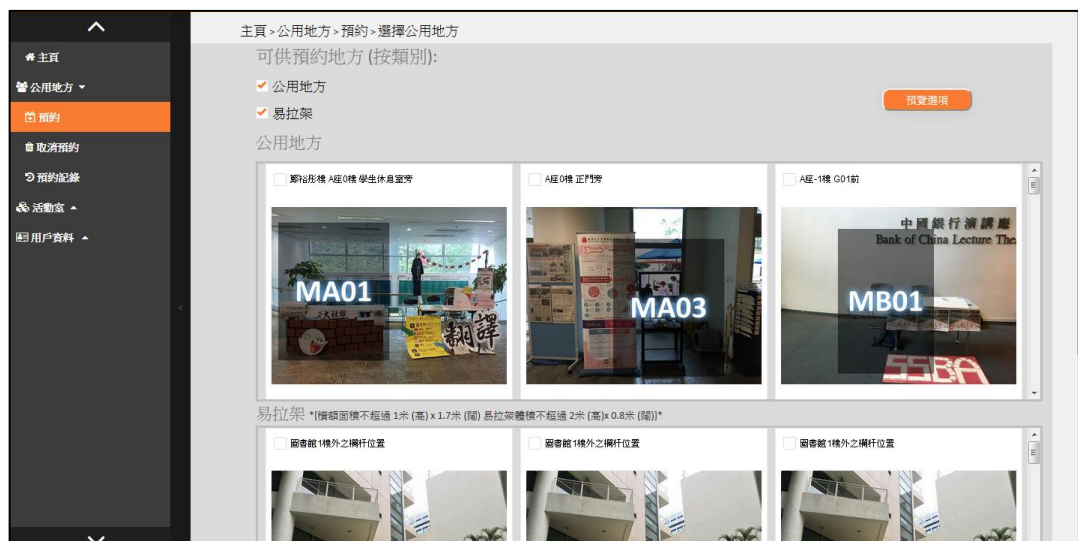 主頁 > 公用地方 > 預約 > 選擇公用地方
主頁
公用地方
預約
取消預約
預約記錄
活動室
用戶資料
可供預約地方 (按類別):
公用地方
易拉架
預覽選項
公用地方
鄭裕彤樓 A座0樓 學生休息室旁
A座0樓 正門旁
A座-1樓 G01前
MA01
翻譯
MA03
中國銀行演講廳
Bank of China Lecture The
MB01
SSBA
易拉架 *[橫額面積不超過 1米 (高) x 1.7米 (闊) 易拉架體積不超過 2米 (高)x 0.8米 (闊)]*
圖書館1樓外之欄杆位置
圖書館1樓外之欄杆位置
圖書館1樓外之欄杆位置